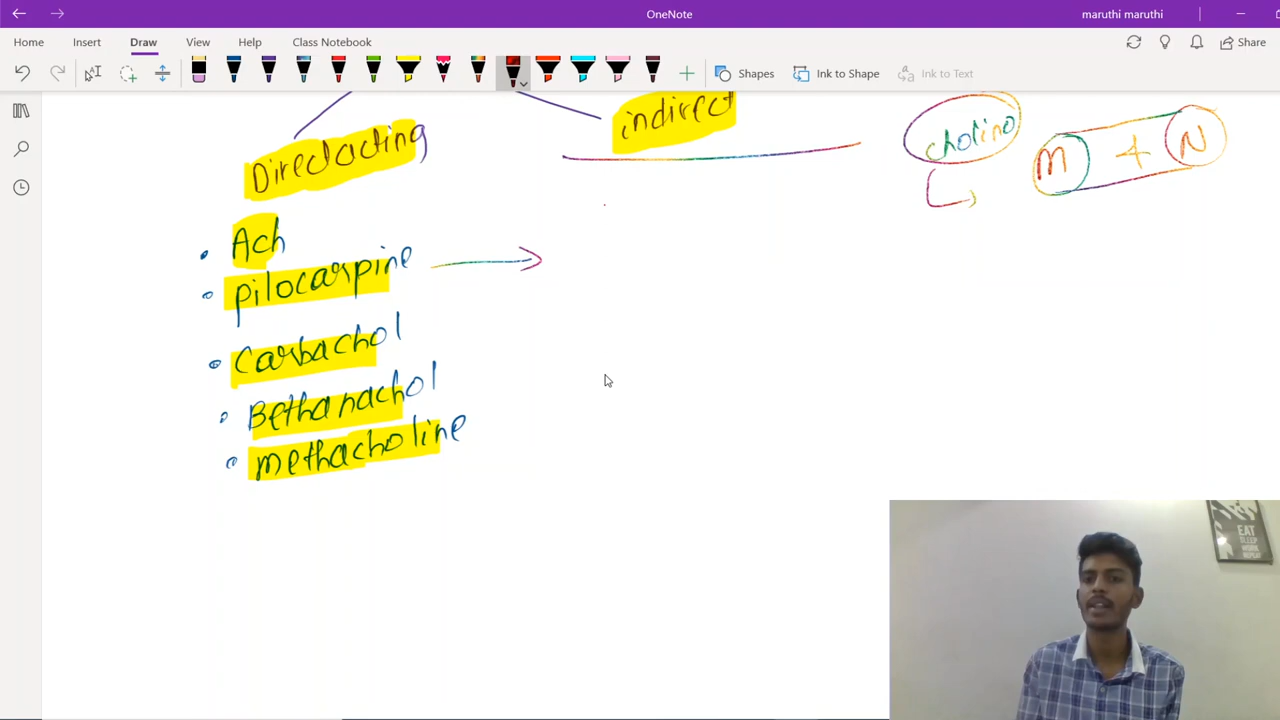 OneNote
maruthi maruthi
Home Insert Draw View Help Class Notebook
Share
Shapes Ink to Shape Ink to Text
indirect
Directacting
cholino
M + N
• Ach
• pilocarpine
• Carbachol
• Bethanachol
• methacholine
EAT
SLEEP
WORK
REPEAT